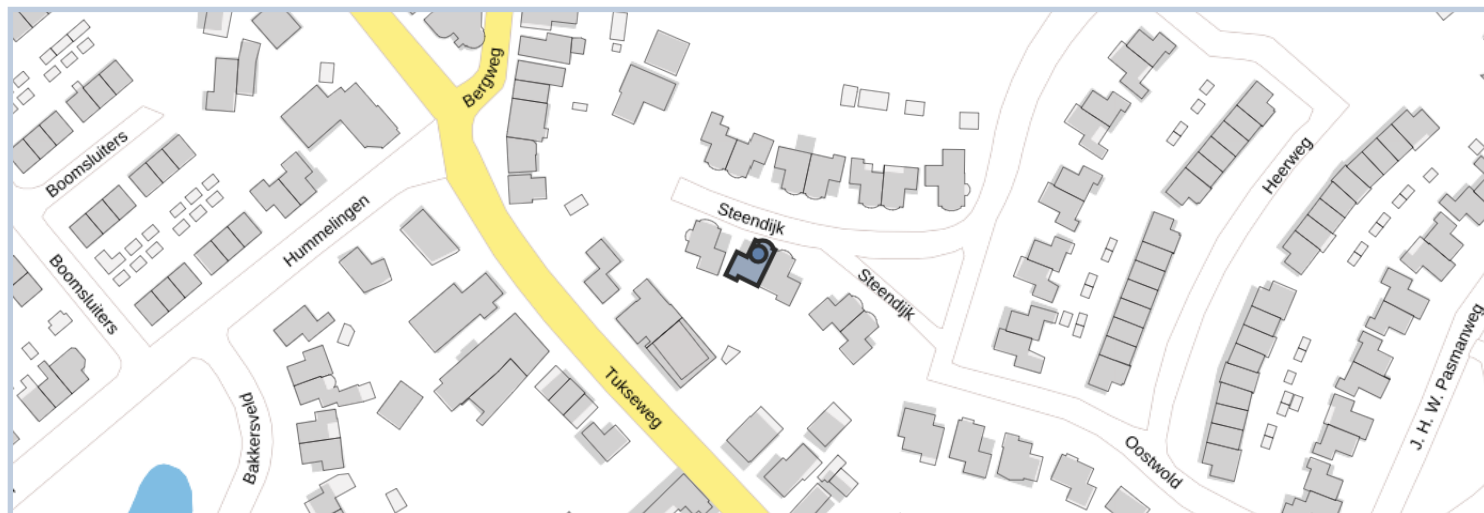 Bergweg
Boomsluiters
Heerweg
Steendijk
Hummelingen
Boomsluiters
Steendijk
J. H. W. Pasmanweg
Tukseweg
Bakkersveld
Oostwold